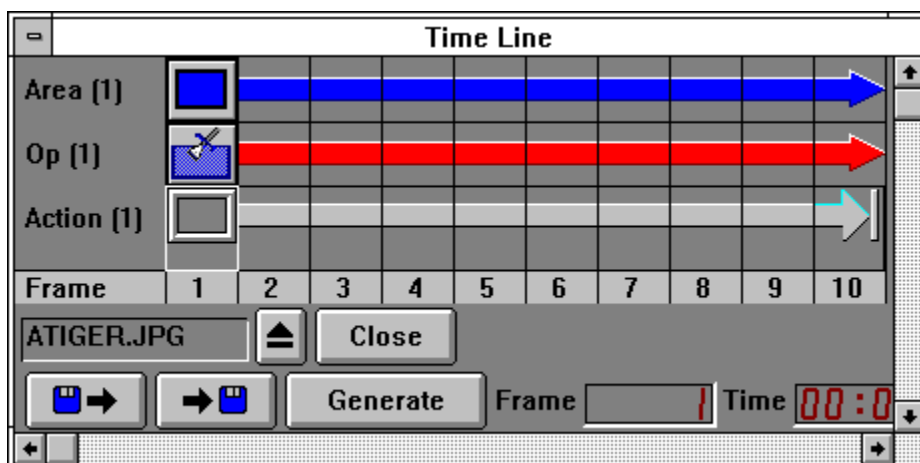 Time Line
Area (1)
Op (1)
Action (1)
Frame 1 2 3 4 5 6 7 8 9 10
ATIGER.JPG Close
Generate Frame 1 Time 00:0